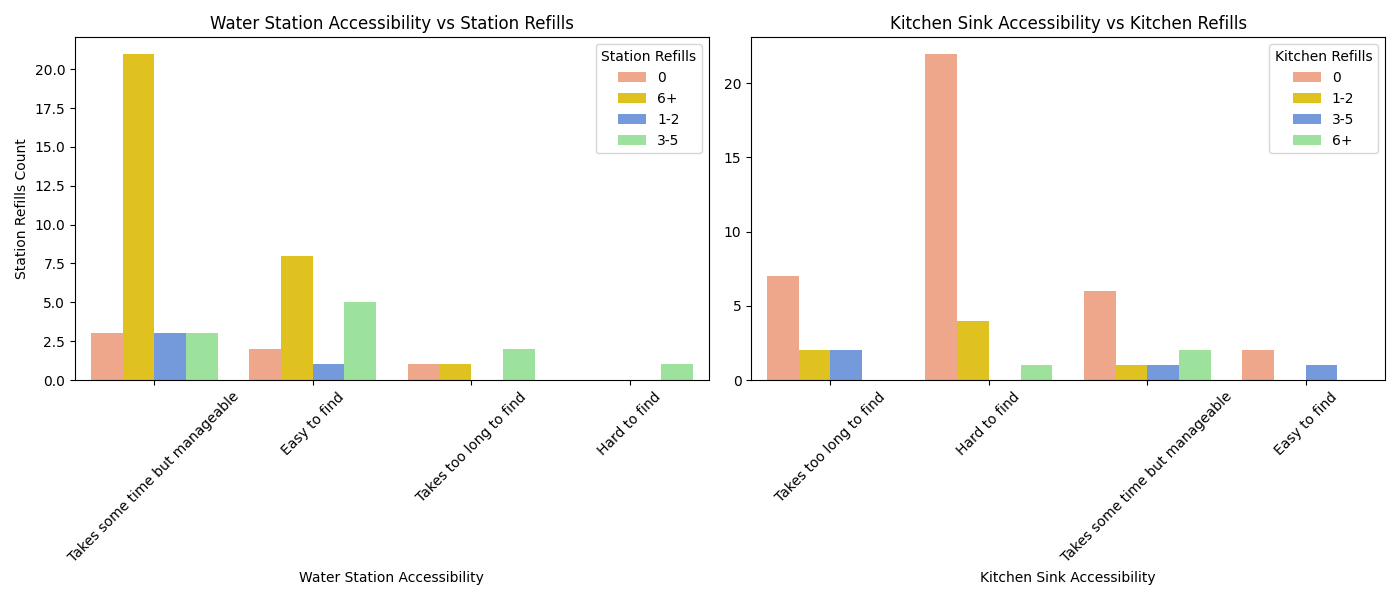 Water Station Accessibility vs Station Refills
Station Refills Count
20.0
17.5
15.0
12.5
10.0
7.5
5.0
2.5
0.0
Station Refills
0
6+
1-2
3-5
Takes some time but manageable
Easy to find
Takes too long to find
Hard to find
Water Station Accessibility
Kitchen Sink Accessibility vs Kitchen Refills
20
15
10
5
0
Kitchen Refills
0
1-2
3-5
6+
Takes too long to find
Hard to find
Takes some time but manageable
Easy to find
Kitchen Sink Accessibility